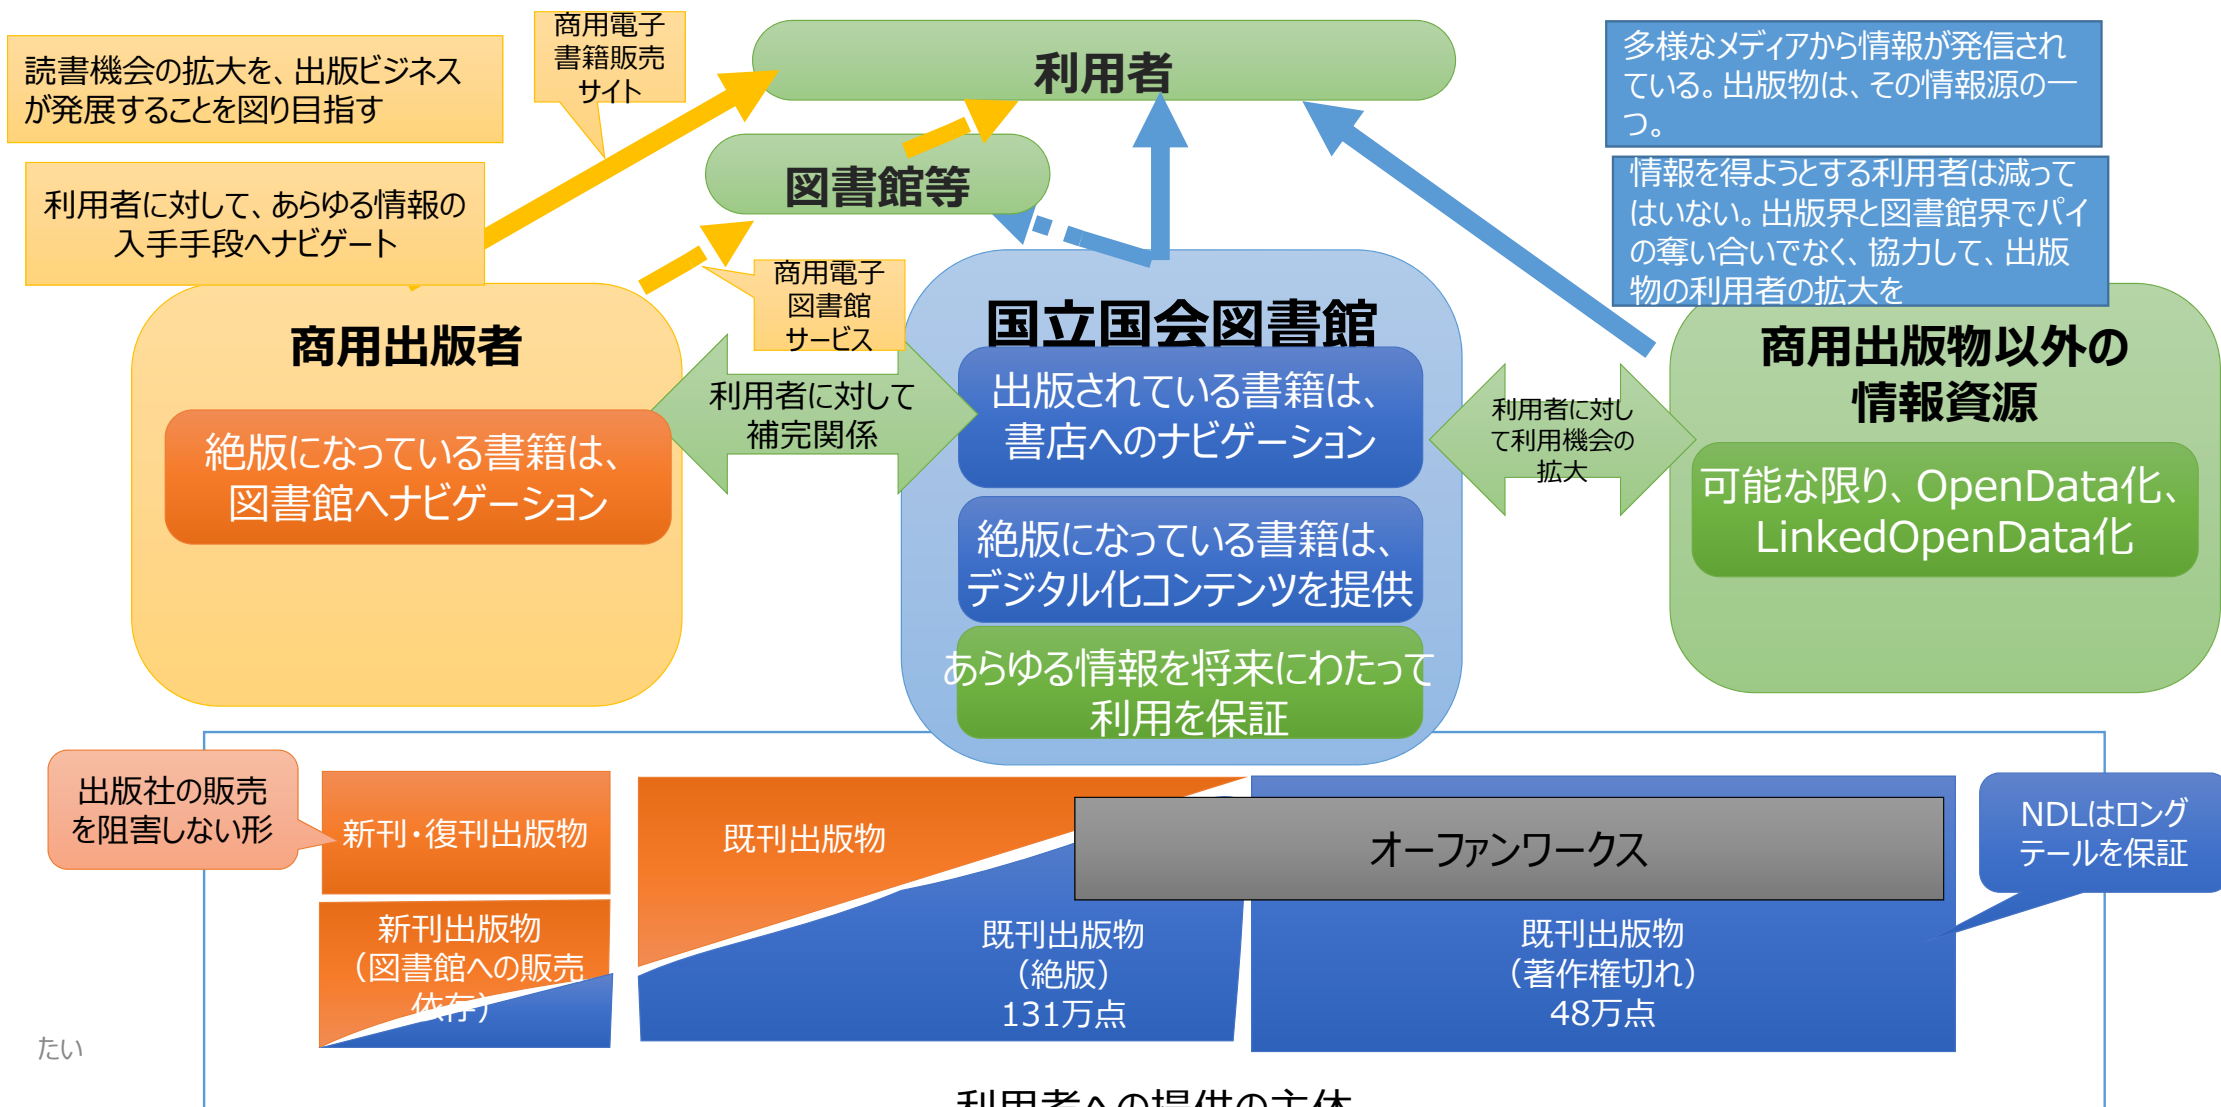 商用電子
書籍販売
サイト
読書機会の拡大を、出版ビジネス
が発展することを図り目指す
利用者
多様なメディアから情報が発信され
ている。出版物は、その情報源の一
つ。
利用者に対して、あらゆる情報の
入手手段へナビゲート
図書館等
情報を得ようとする利用者は減って
はいない。出版界と図書館界でパイ
の奪い合いでなく、協力して、出版
物の利用者の拡大を
商用電子
図書館
サービス
商用出版者
絶版になっている書籍は、
図書館へナビゲーション
利用者に対して
補完関係
国立国会図書館
出版されている書籍は、
書店へのナビゲーション
絶版になっている書籍は、
デジタル化コンテンツを提供
あらゆる情報を将来にわたって
利用を保証
利用者に対し
て利用機会の
拡大
商用出版物以外の
情報資源
可能な限り、OpenData化、
LinkedOpenData化
出版社の販売
を阻害しない形
新刊・復刊出版物
新刊出版物
（図書館への販売
依存）
既刊出版物
オーファンワークス
既刊出版物
（絶版）
131万点
既刊出版物
（著作権切れ）
48万点
NDLはロング
テールを保証
たい
利用者への提供の主体